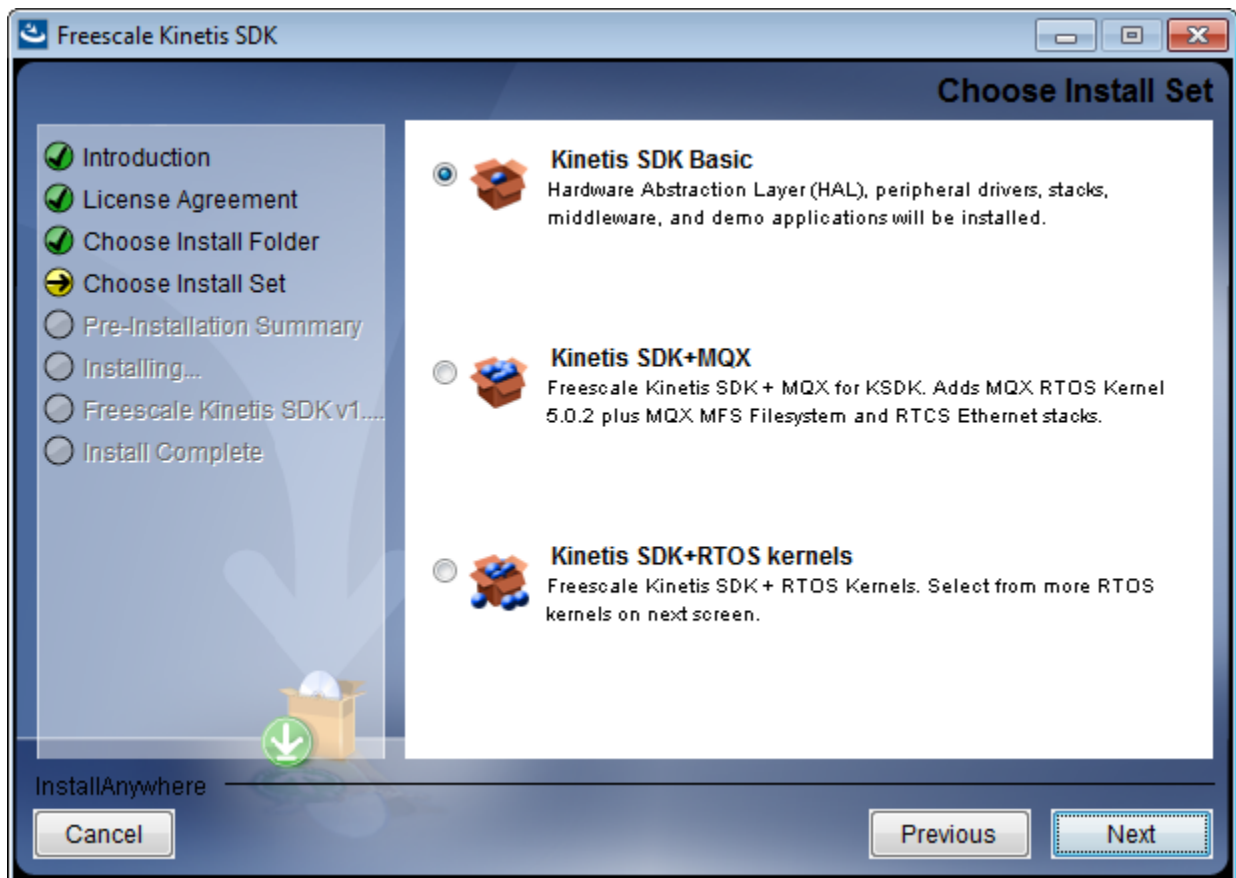 Freescale Kinetis SDK
Choose Install Set
Introduction
License Agreement
Choose Install Folder
Choose Install Set
Pre-Installation Summary
Installing...
Freescale Kinetis SDK v1....
Install Complete
Kinetis SDK Basic
Hardware Abstraction Layer (HAL), peripheral drivers, stacks,
middleware, and demo applications will be installed.
Kinetis SDK+MQX
Freescale Kinetis SDK + MQX for KSDK. Adds MQX RTOS Kernel
5.0.2 plus MQX MFS Filesystem and RTCS Ethernet stacks.
Kinetis SDK+RTOS kernels
Freescale Kinetis SDK + RTOS Kernels. Select from more RTOS
kernels on next screen.
InstallAnywhere
Cancel
Previous
Next